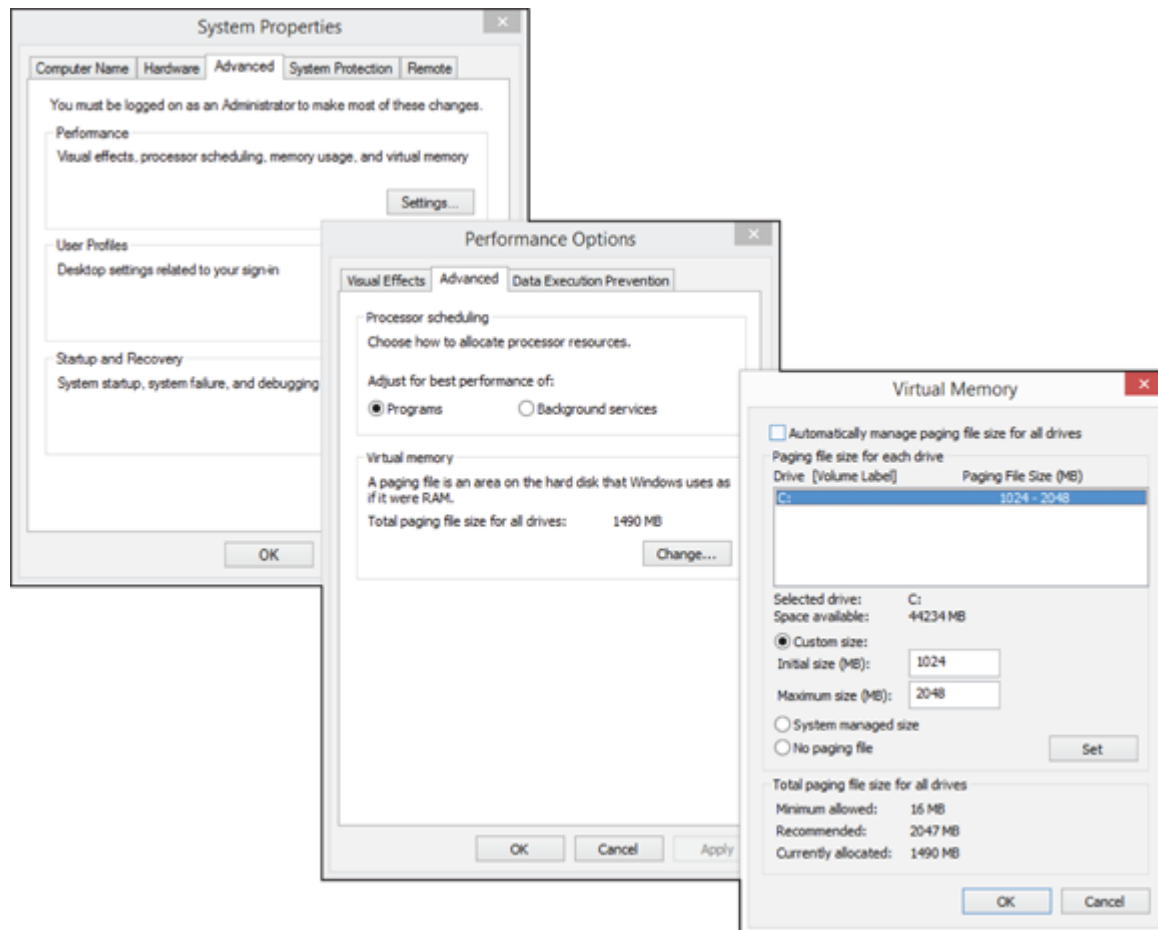 System Properties
Computer Name Hardware Advanced System Protection Remote
You must be logged on as an Administrator to make most of these changes.
Performance
Visual effects, processor scheduling, memory usage, and virtual memory
Settings...
User Profiles
Desktop settings related to your sign-in
Startup and Recovery
System startup, system failure, and debugging
OK
Performance Options
Visual Effects Advanced Data Execution Prevention
Processor scheduling
Choose how to allocate processor resources.
Adjust for best performance of:
Programs Background services
Virtual memory
A paging file is an area on the hard disk that Windows uses as
if it were RAM.
Total paging file size for all drives: 1490 MB
Change...
OK Cancel Apply
Virtual Memory
Automatically manage paging file size for all drives
Paging file size for each drive
Drive [Volume Label] Paging File Size (MB)
C: 1024 - 2048
Selected drive: C:
Space available: 44234 MB
Custom size:
Initial size (MB): 1024
Maximum size (MB): 2048
System managed size
No paging file
Set
Total paging file size for all drives
Minimum allowed: 16 MB
Recommended: 2047 MB
Currently allocated: 1490 MB
OK Cancel